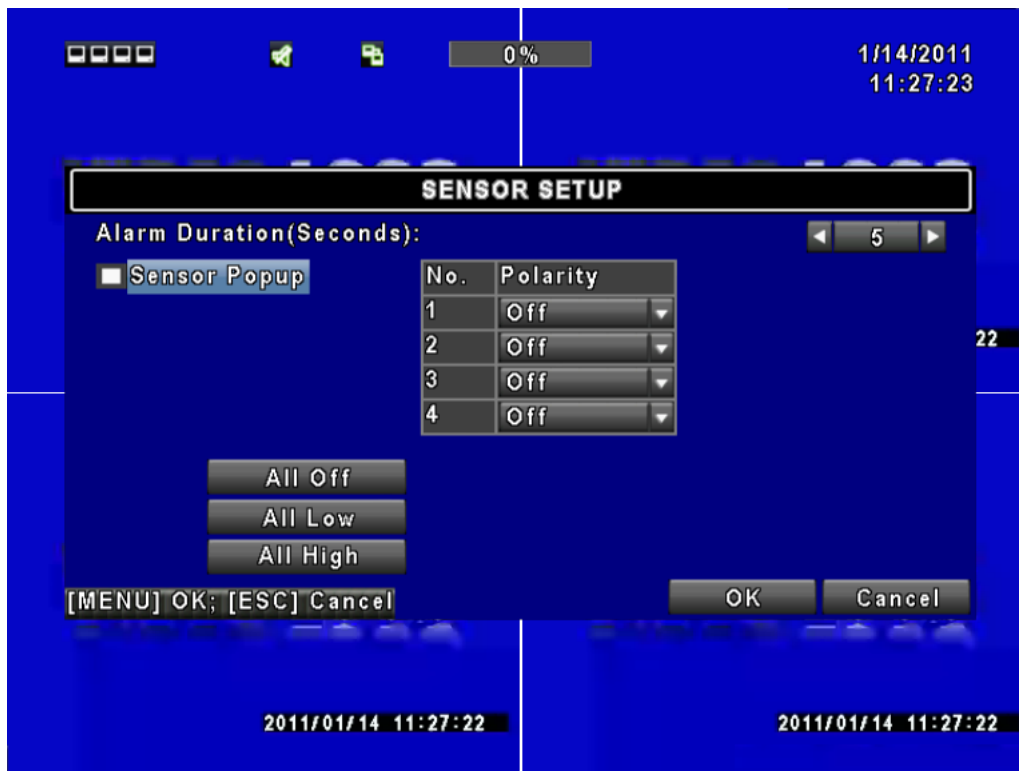 0%
1/14/2011
11:27:23
SENSOR SETUP
Alarm Duration(Seconds):
5
Sensor Popup
No. Polarity
1 Off
2 Off
3 Off
4 Off
22
All Off
All Low
All High
[MENU] OK; [ESC] Cancel
OK
Cancel
2011/01/14 11:27:22
2011/01/14 11:27:22